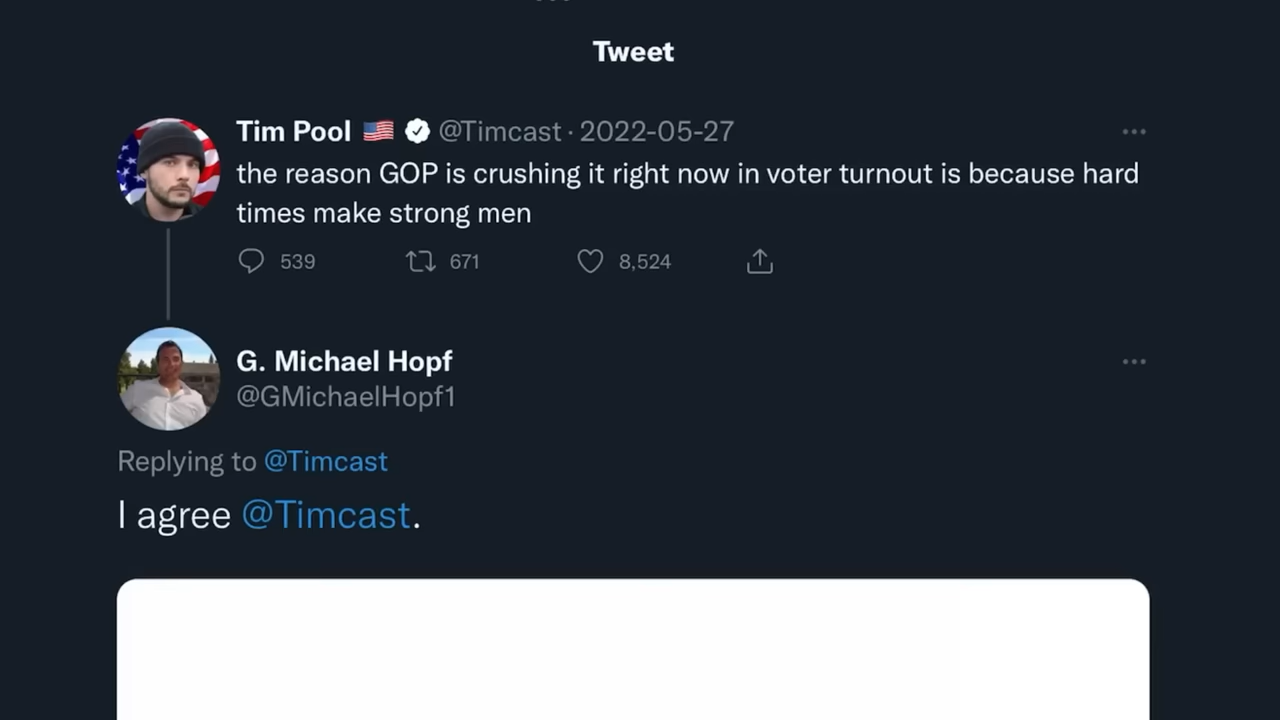 Tweet
Tim Pool 🇺🇸 @Timcast · 2022-05-27
the reason GOP is crushing it right now in voter turnout is because hard
times make strong men
539 671 8,524
G. Michael Hopf
@GMichaelHopf1
Replying to @Timcast
I agree @Timcast.